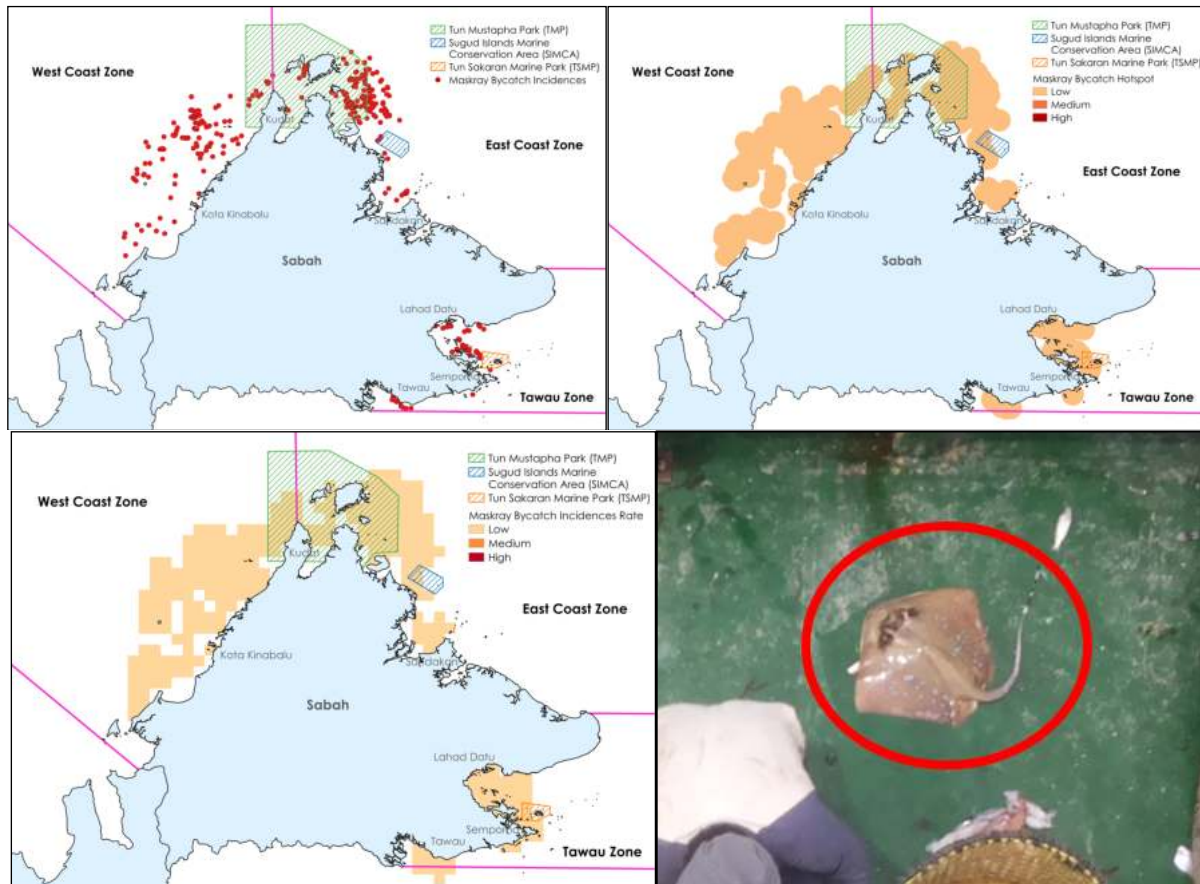 Tun Mustapha Park (TMP)
Sugud Islands Marine
Conservation Area (SIMCA)
Tun Sakaran Marine Park (TSMP)
Maskray Bycatch Incidences
West Coast Zone
Kudat
East Coast Zone
Kota Kinabalu
Sandakan
Sabah
Lahad Datu
Semporna
Tawau
Tawau Zone
Tun Mustapha Park (TMP)
Sugud Islands Marine
Conservation Area (SIMCA)
Tun Sakaran Marine Park (TSMP)
Maskray Bycatch Hotspot
Low
Medium
High
West Coast Zone
Kudat
East Coast Zone
Kota Kinabalu
Sandakan
Sabah
Lahad Datu
Semporna
Tawau
Tawau Zone
Tun Mustapha Park (TMP)
Sugud Islands Marine
Conservation Area (SIMCA)
Tun Sakaran Marine Park (TSMP)
Maskray Bycatch Incidences Rate
Low
Medium
High
West Coast Zone
Kudat
East Coast Zone
Kota Kinabalu
Sandakan
Sabah
Lahad Datu
Semporna
Tawau
Tawau Zone